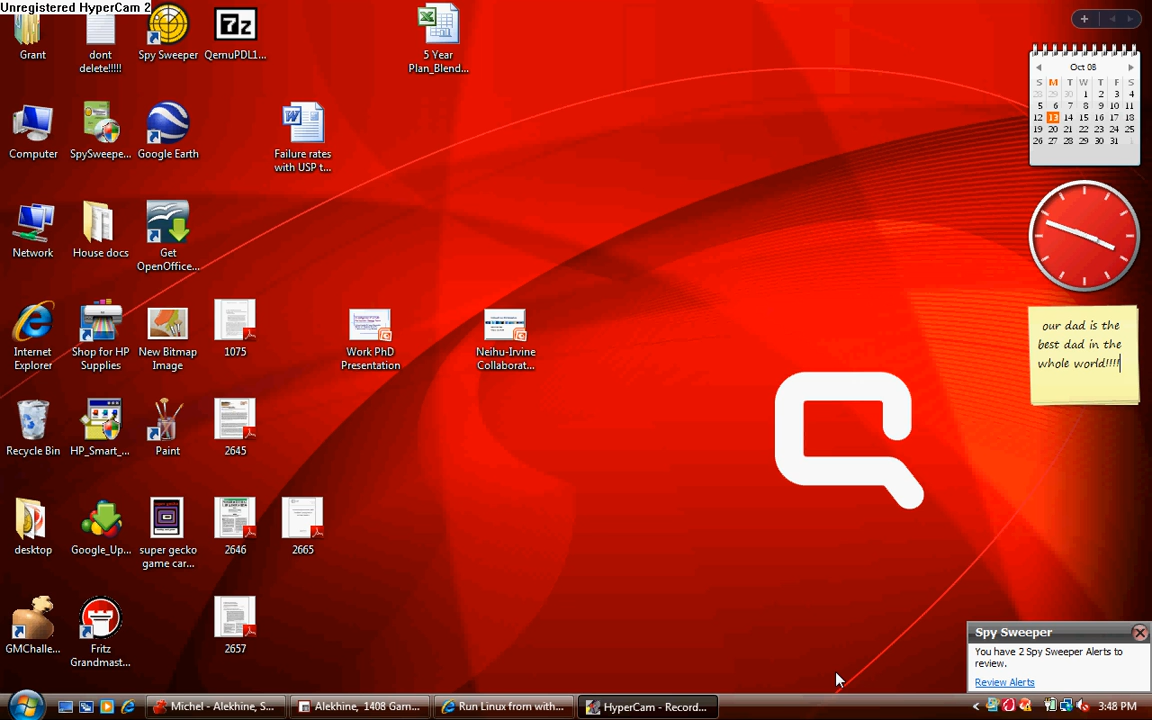 Unregistered HyperCam 2
Grant
dont
delete!!!!!
Spy Sweeper
QemuPDL1...
5 Year
Plan_Blend...
Computer
SpySweepe...
Google Earth
Failure rates
with USP t...
Network
House docs
Get
OpenOffice...
Internet
Explorer
Shop for HP
Supplies
New Bitmap
Image
1075
Work PhD
Presentation
Neihu-Irvine
Collaborat...
Recycle Bin
HP_Smart_...
Paint
2645
desktop
Google_Up...
super gecko
game car...
2646
2665
GMChalle...
Fritz
Grandmast...
2657
Oct 08
S M T W T F S
28 29 30 1 2 3 4
5 6 7 8 9 10 11
12 13 14 15 16 17 18
19 20 21 22 23 24 25
26 27 28 29 30 31 1
our dad is the
best dad in the
whole world!!!!
Spy Sweeper
You have 2 Spy Sweeper Alerts to
review.
Review Alerts
Michel - Alekhine, S...
Alekhine, 1408 Gam...
Run Linux from with...
HyperCam - Record...
3:48 PM